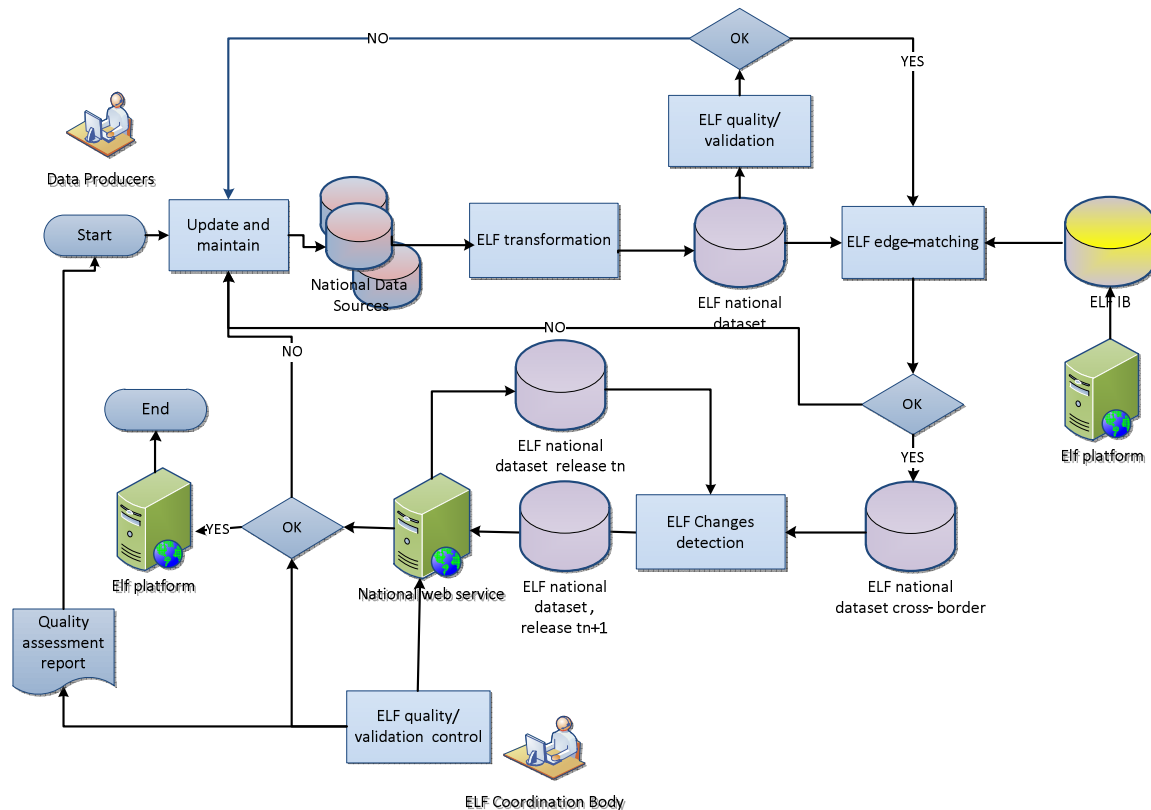 OK
NO
YES
ELF quality/
validation
Data Producers
Start
Update and
maintain
National Data
Sources
ELF transformation
ELF national
dataset
ELF edge-matching
ELF IB
Elf platform
NO
NO
OK
YES
End
ELF national
dataset release tn
ELF Changes
detection
ELF national
dataset cross- border
ELF national
dataset ,
release tn+1
National web service
OK
YES
Elf platform
Quality
assessment
report
ELF quality/
validation control
ELF Coordination Body